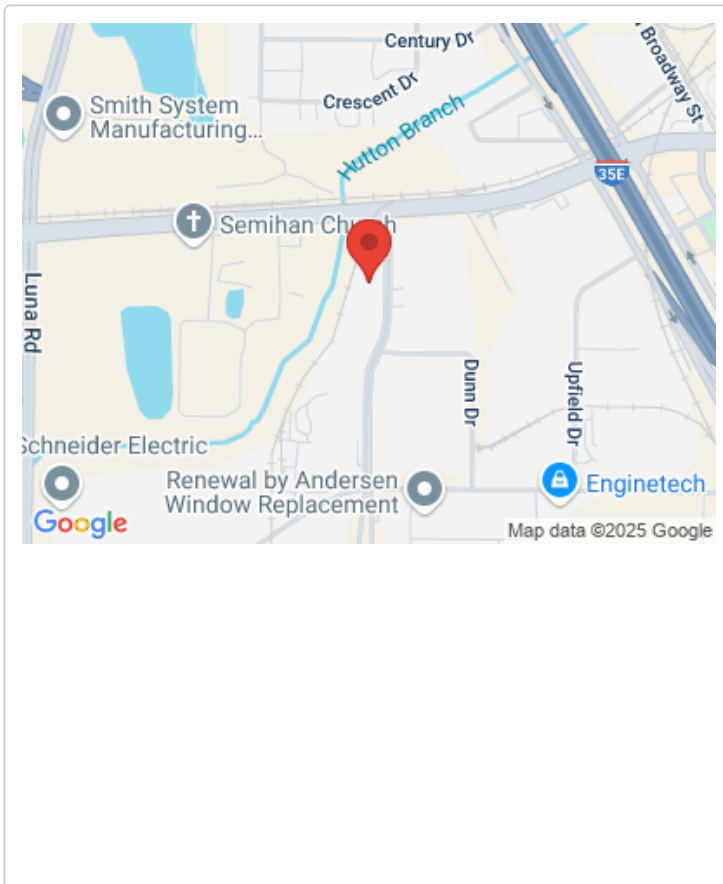 Century Dr
Broadway St
Crescent Dr
Smith System
Manufacturing...
Hutton Branch
35E
Semihan Church
Luna Rd
Dunn Dr
Upfield Dr
Schneider Electric
Renewal by Andersen
Window Replacement
Enginetech
Google
Map data ©2025 Google